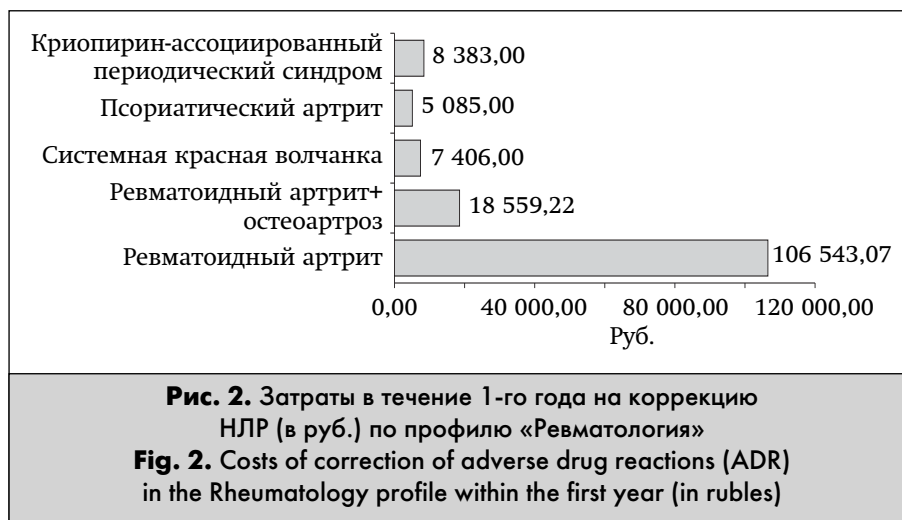 Криопирин-ассоциированный
периодический синдром
8 383,00
Псориатический артрит
5 085,00
Системная красная волчанка
7 406,00
Ревматоидный артрит+
остеоартроз
18 559,22
Ревматоидный артрит
106 543,07
0,00 40 000,00 80 000,00 120 000,00
Руб.
Рис. 2. Затраты в течение 1-го года на коррекцию
НЛР (в руб.) по профилю «Ревматология»
Fig. 2. Costs of correction of adverse drug reactions (ADR)
in the Rheumatology profile within the first year (in rubles)